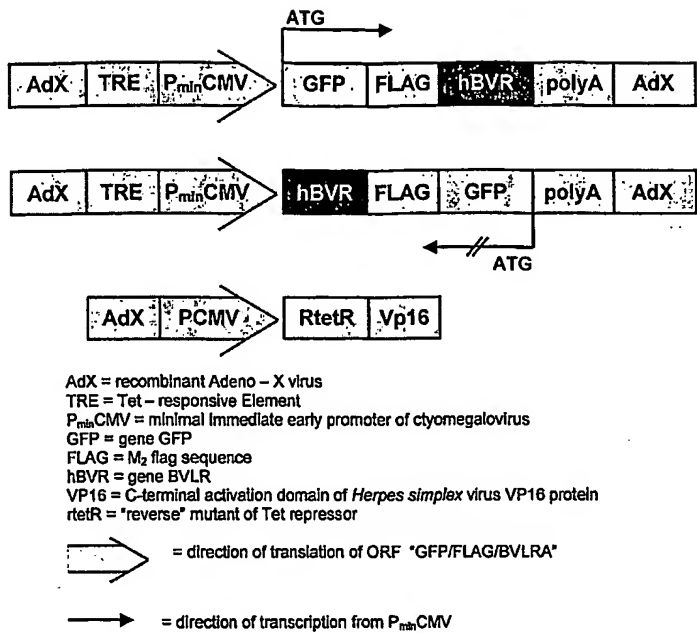 ATG
AdX TRE PminCMV GFP FLAG hBVR polyA AdX
AdX TRE PminCMV hBVR FLAG GFP polyA AdX
ATG
AdX PCMV RtetR Vp16
AdX = recombinant Adeno – X virus
TRE = Tet – responsive Element
PminCMV = minimal immediate early promoter of ctyomegalovirus
GFP = gene GFP
FLAG = M2 flag sequence
hBVR = gene BVLR
VP16 = C-terminal activation domain of Herpes simplex virus VP16 protein
rtetR = "reverse" mutant of Tet repressor
= direction of translation of ORF "GFP/FLAG/BVLRA"
= direction of transcription from PminCMV